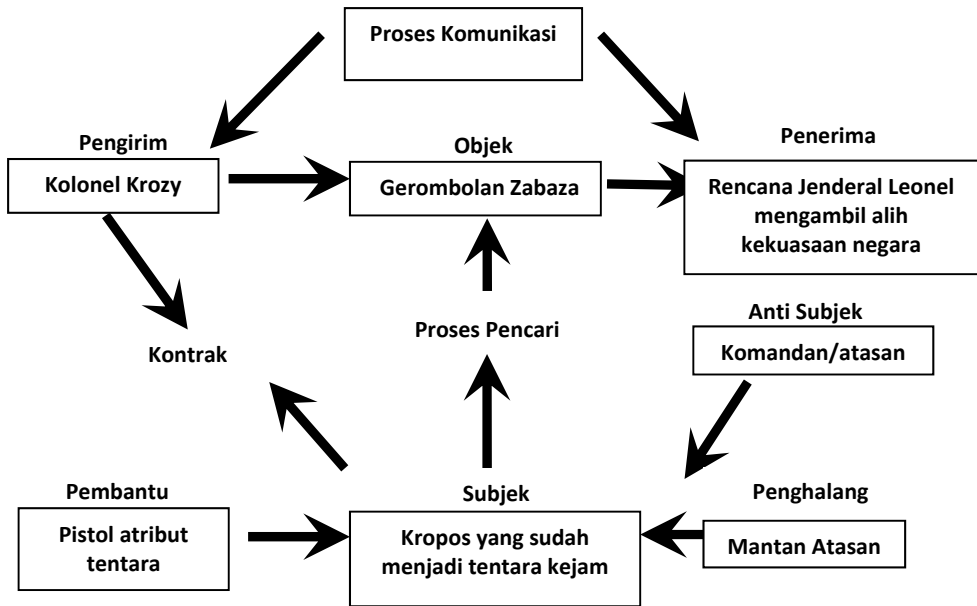 Proses Komunikasi
Pengirim
Kolonel Krozy
Objek
Gerombolan Zabaza
Penerima
Rencana Jenderal Leonel
mengambil alih
kekuasaan negara
Kontrak
Proses Pencari
Anti Subjek
Komandan/atasan
Pembantu
Pistol atribut
tentara
Subjek
Kropos yang sudah
menjadi tentara kejam
Penghalang
Mantan Atasan